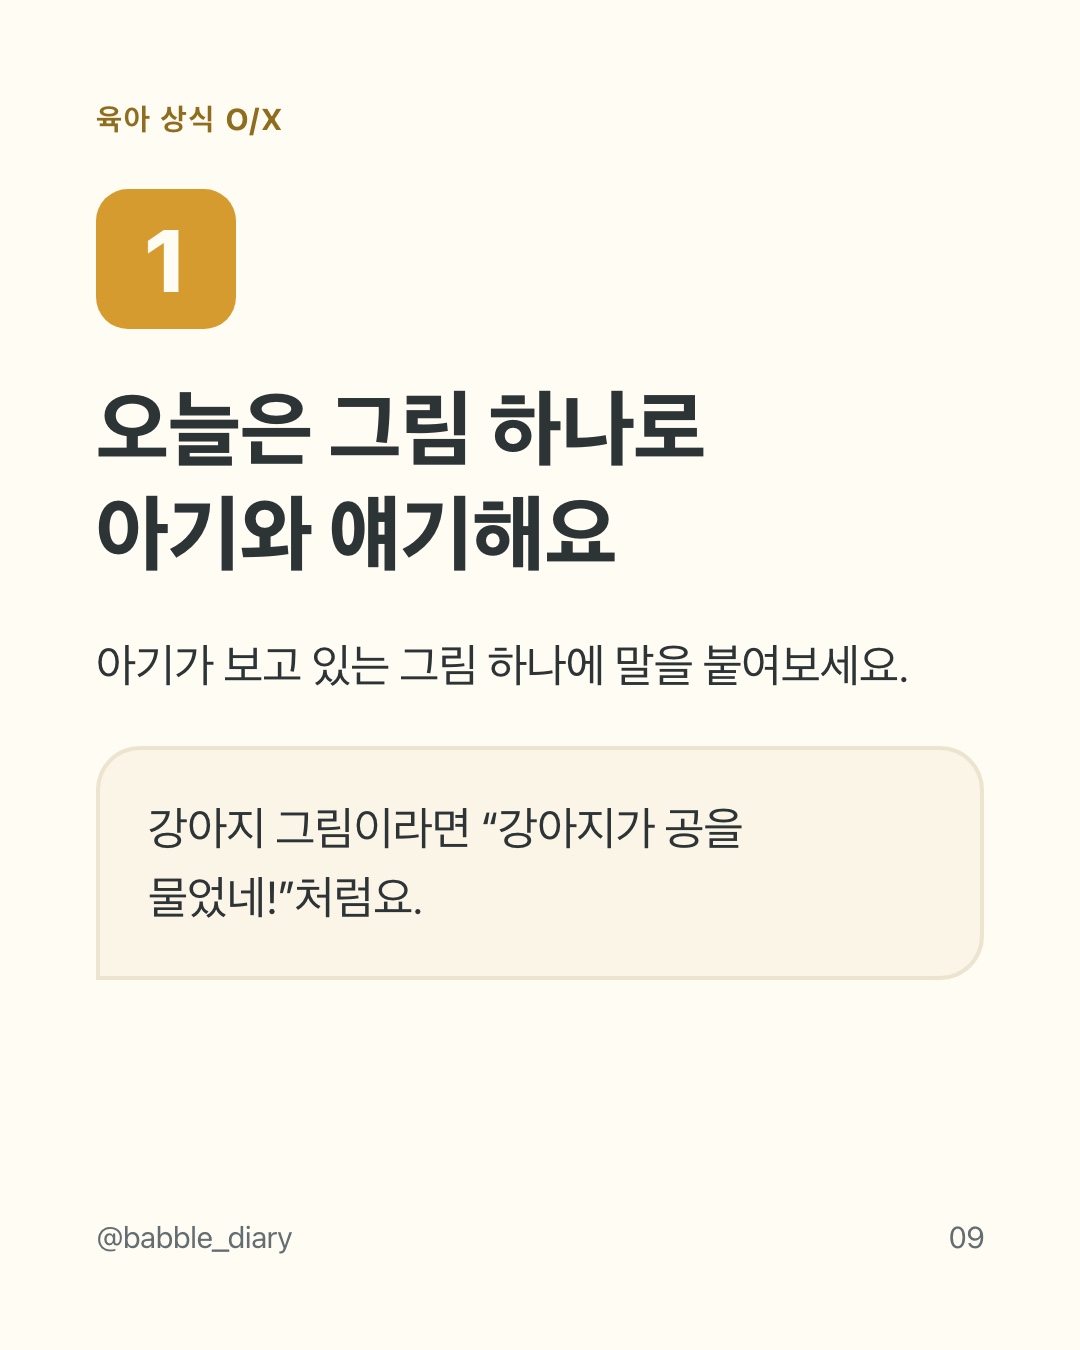 육아 상식 O/X
1
오늘은 그림 하나로
아기와 얘기해요
아기가 보고 있는 그림 하나에 말을 붙여보세요.
강아지 그림이라면 “강아지가 공을
물었네!”처럼요.
@babble_diary
09